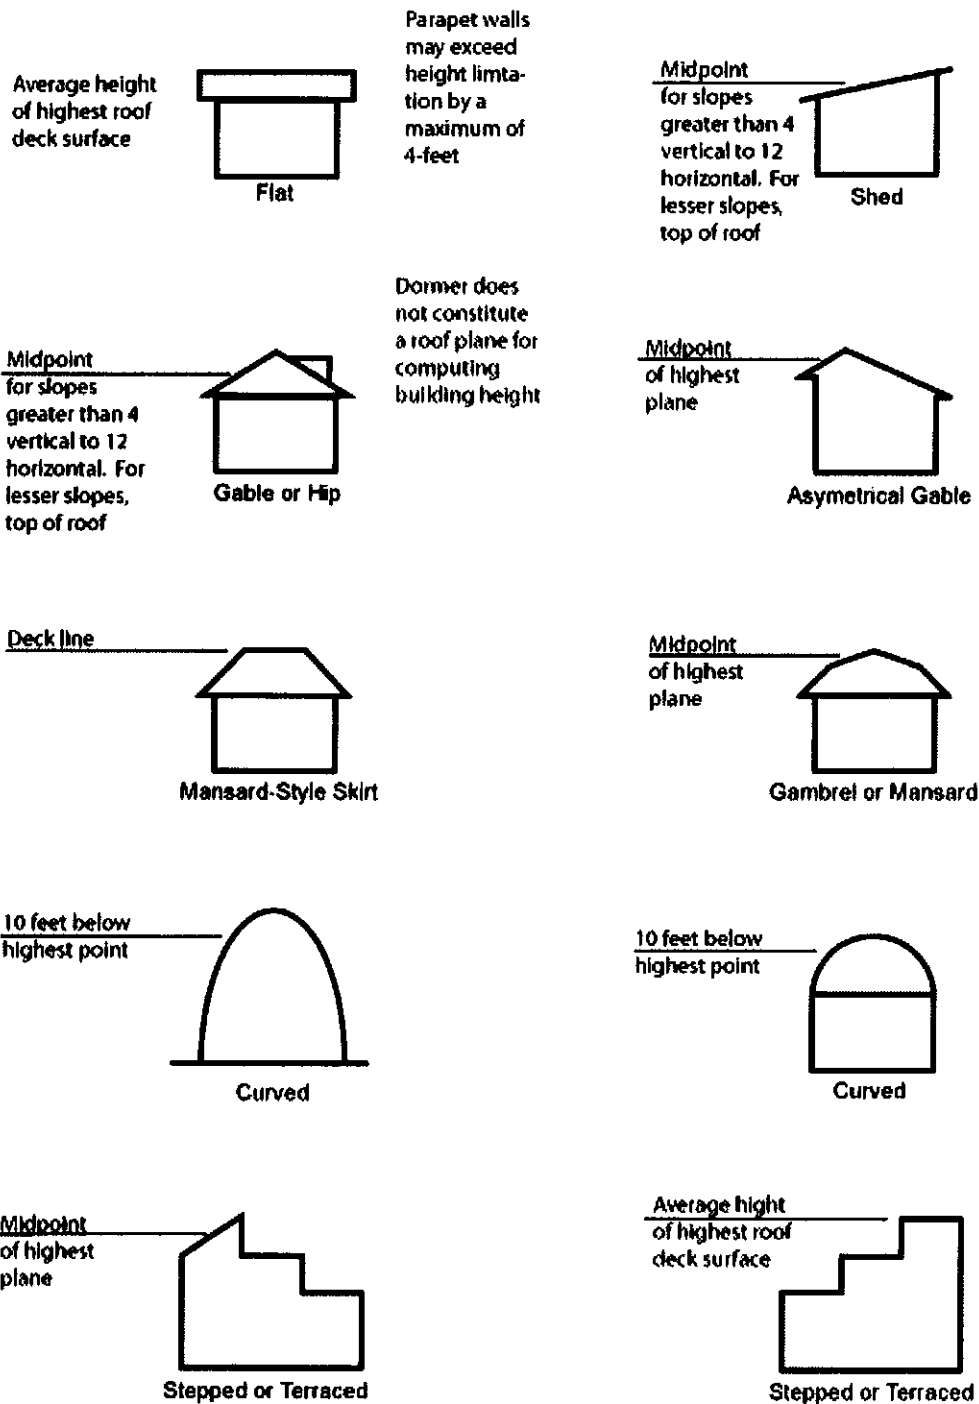 Average height
of highest roof
deck surface
Flat
Parapet walls
may exceed
height limta-
tion by a
maximum of
4-feet
Midpoint
for slopes
greater than 4
vertical to 12
horizontal. For
lesser slopes,
top of roof
Shed
Midpoint
for slopes
greater than 4
vertical to 12
horizontal. For
lesser slopes,
top of roof
Gable or Hip
Dormer does
not constitute
a roof plane for
computing
building height
Midpoint
of highest
plane
Asymetrical Gable
Deck line
Mansard-Style Skirt
Midpoint
of highest
plane
Gambrel or Mansard
10 feet below
highest point
Curved
10 feet below
highest point
Curved
Midpoint
of highest
plane
Stepped or Terraced
Average hight
of highest roof
deck surface
Stepped or Terraced